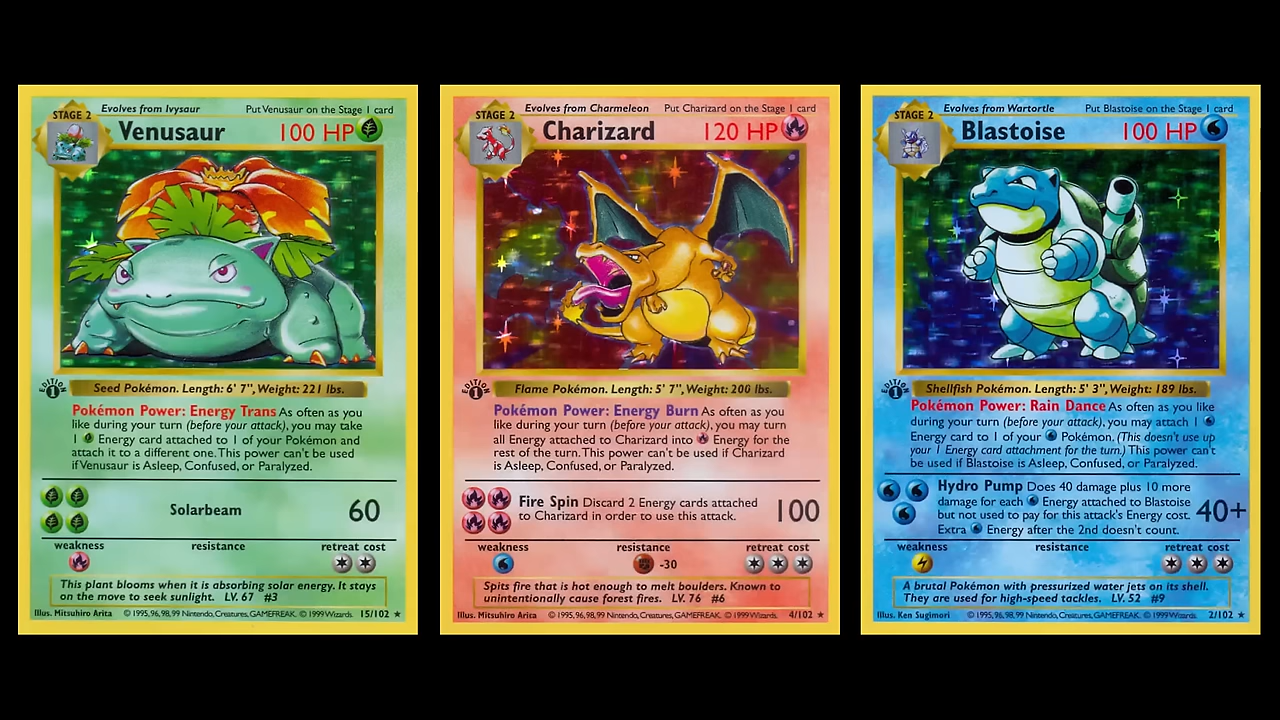 STAGE 2
Evolves from Ivysaur
Put Venusaur on the Stage 1 card
Venusaur
100 HP
EDITION 1
Seed Pokémon. Length: 6' 7", Weight: 221 lbs.
Pokémon Power: Energy Trans As often as you
like during your turn (before your attack), you may take
1 Energy card attached to 1 of your Pokémon and
attach it to a different one. This power can't be used
if Venusaur is Asleep, Confused, or Paralyzed.
Solarbeam
60
weakness
resistance
retreat cost
This plant blooms when it is absorbing solar energy. It stays
on the move to seek sunlight. LV. 67 #3
Illus. Mitsuhiro Arita
© 1995, 96, 98, 99 Nintendo, Creatures, GAMEFREAK. © 1999 Wizards.
15/102 ★
STAGE 2
Evolves from Charmeleon
Put Charizard on the Stage 1 card
Charizard
120 HP
EDITION 1
Flame Pokémon. Length: 5' 7", Weight: 200 lbs.
Pokémon Power: Energy Burn As often as you
like during your turn (before your attack), you may turn
all Energy attached to Charizard into Energy for the
rest of the turn. This power can't be used if Charizard
is Asleep, Confused, or Paralyzed.
Fire Spin Discard 2 Energy cards attached
to Charizard in order to use this attack.
100
weakness
resistance
retreat cost
-30
Spits fire that is hot enough to melt boulders. Known to
unintentionally cause forest fires. LV. 76 #6
Illus. Mitsuhiro Arita
© 1995, 96, 98, 99 Nintendo, Creatures, GAMEFREAK. © 1999 Wizards.
4/102 ★
STAGE 2
Evolves from Wartortle
Put Blastoise on the Stage 1 card
Blastoise
100 HP
EDITION 1
Shellfish Pokémon. Length: 5' 3", Weight: 189 lbs.
Pokémon Power: Rain Dance As often as you like
during your turn (before your attack), you may attach 1
Energy card to 1 of your Pokémon. (This doesn't use up
your 1 Energy card attachment for the turn.) This power can't
be used if Blastoise is Asleep, Confused, or Paralyzed.
Hydro Pump Does 40 damage plus 10 more
damage for each Energy attached to Blastoise
but not used to pay for this attack's Energy cost.
Extra Energy after the 2nd doesn't count.
40+
weakness
resistance
retreat cost
A brutal Pokémon with pressurized water jets on its shell.
They are used for high-speed tackles. LV. 52 #9
Illus. Ken Sugimori
© 1995, 96, 98, 99 Nintendo, Creatures, GAMEFREAK. © 1999 Wizards.
2/102 ★